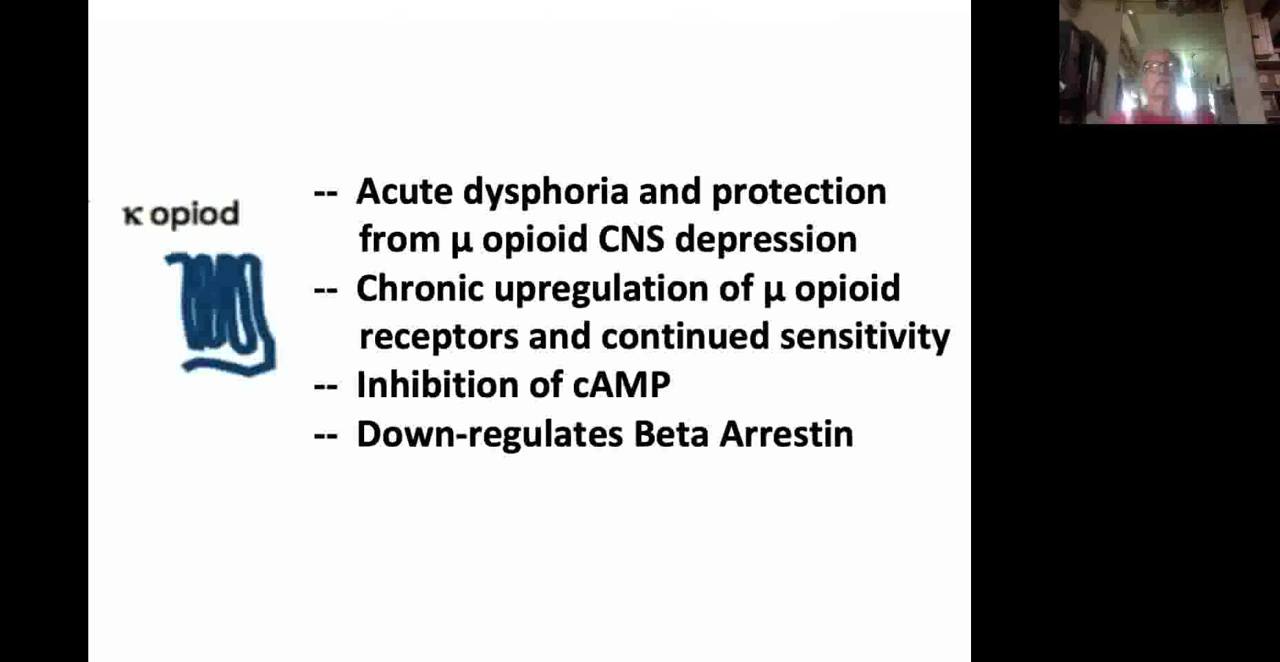 κ opiod
-- Acute dysphoria and protection
from μ opioid CNS depression
-- Chronic upregulation of μ opioid
receptors and continued sensitivity
-- Inhibition of cAMP
-- Down-regulates Beta Arrestin